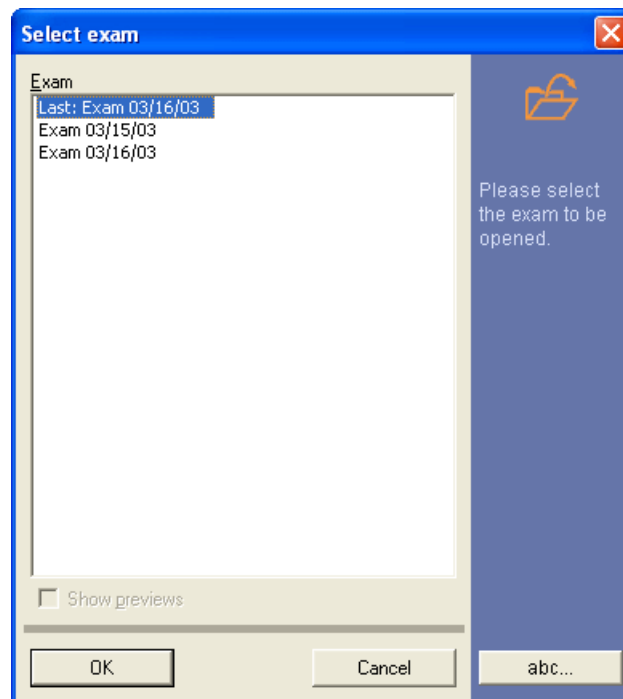 Select exam
Exam
Last: Exam 03/16/03
Exam 03/15/03
Exam 03/16/03
Please select
the exam to be
opened.
Show previews
OK
Cancel
abc...